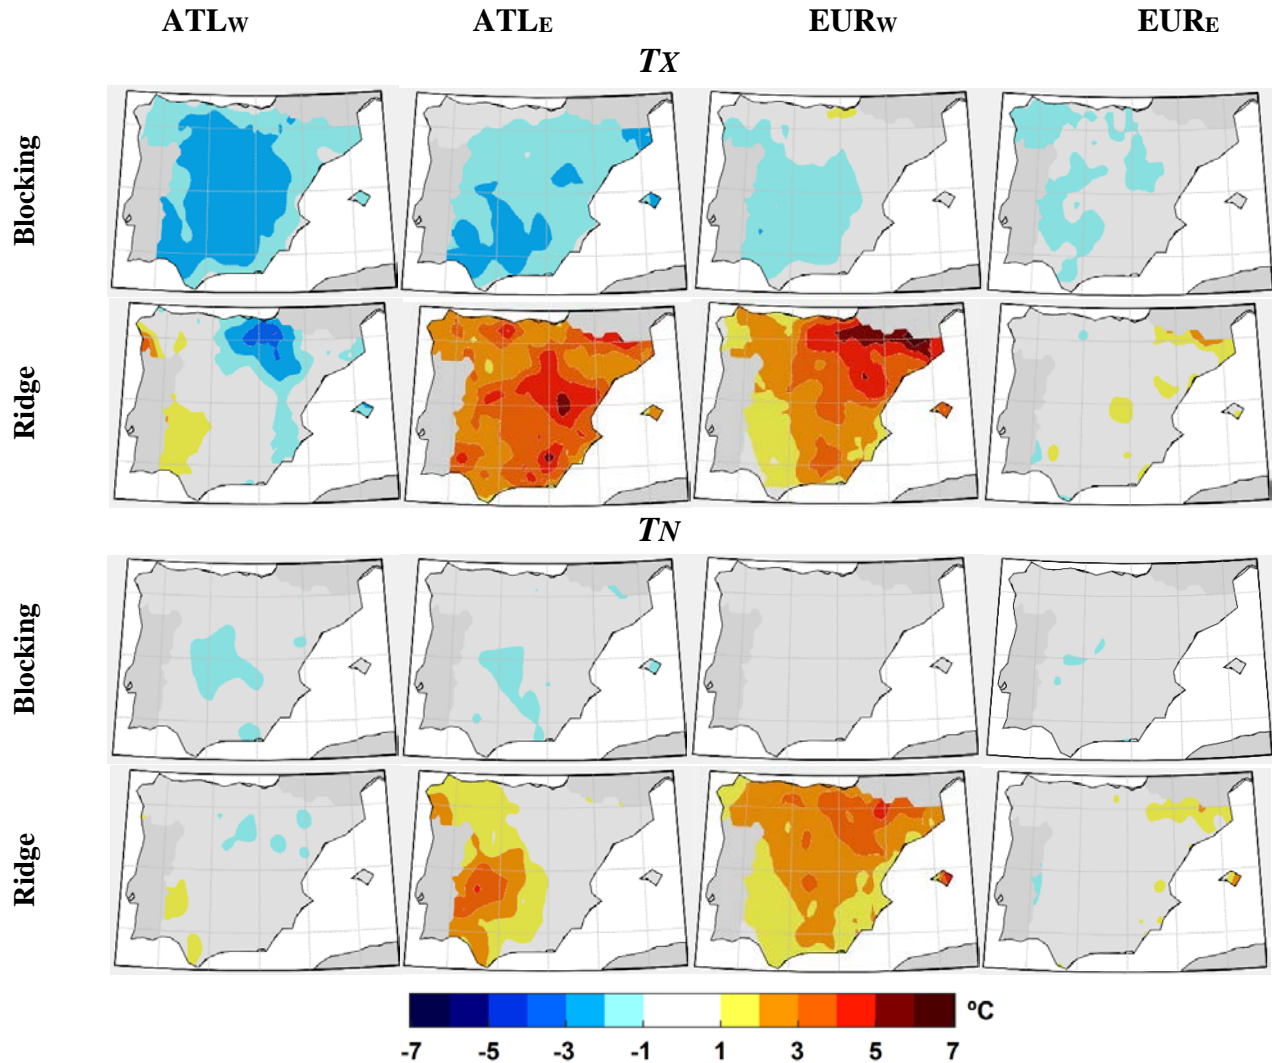 ATLW ATLE EURW EURE
TX
Blocking
Ridge
TN
Blocking
Ridge
ºC
-7 -5 -3 -1 1 3 5 7